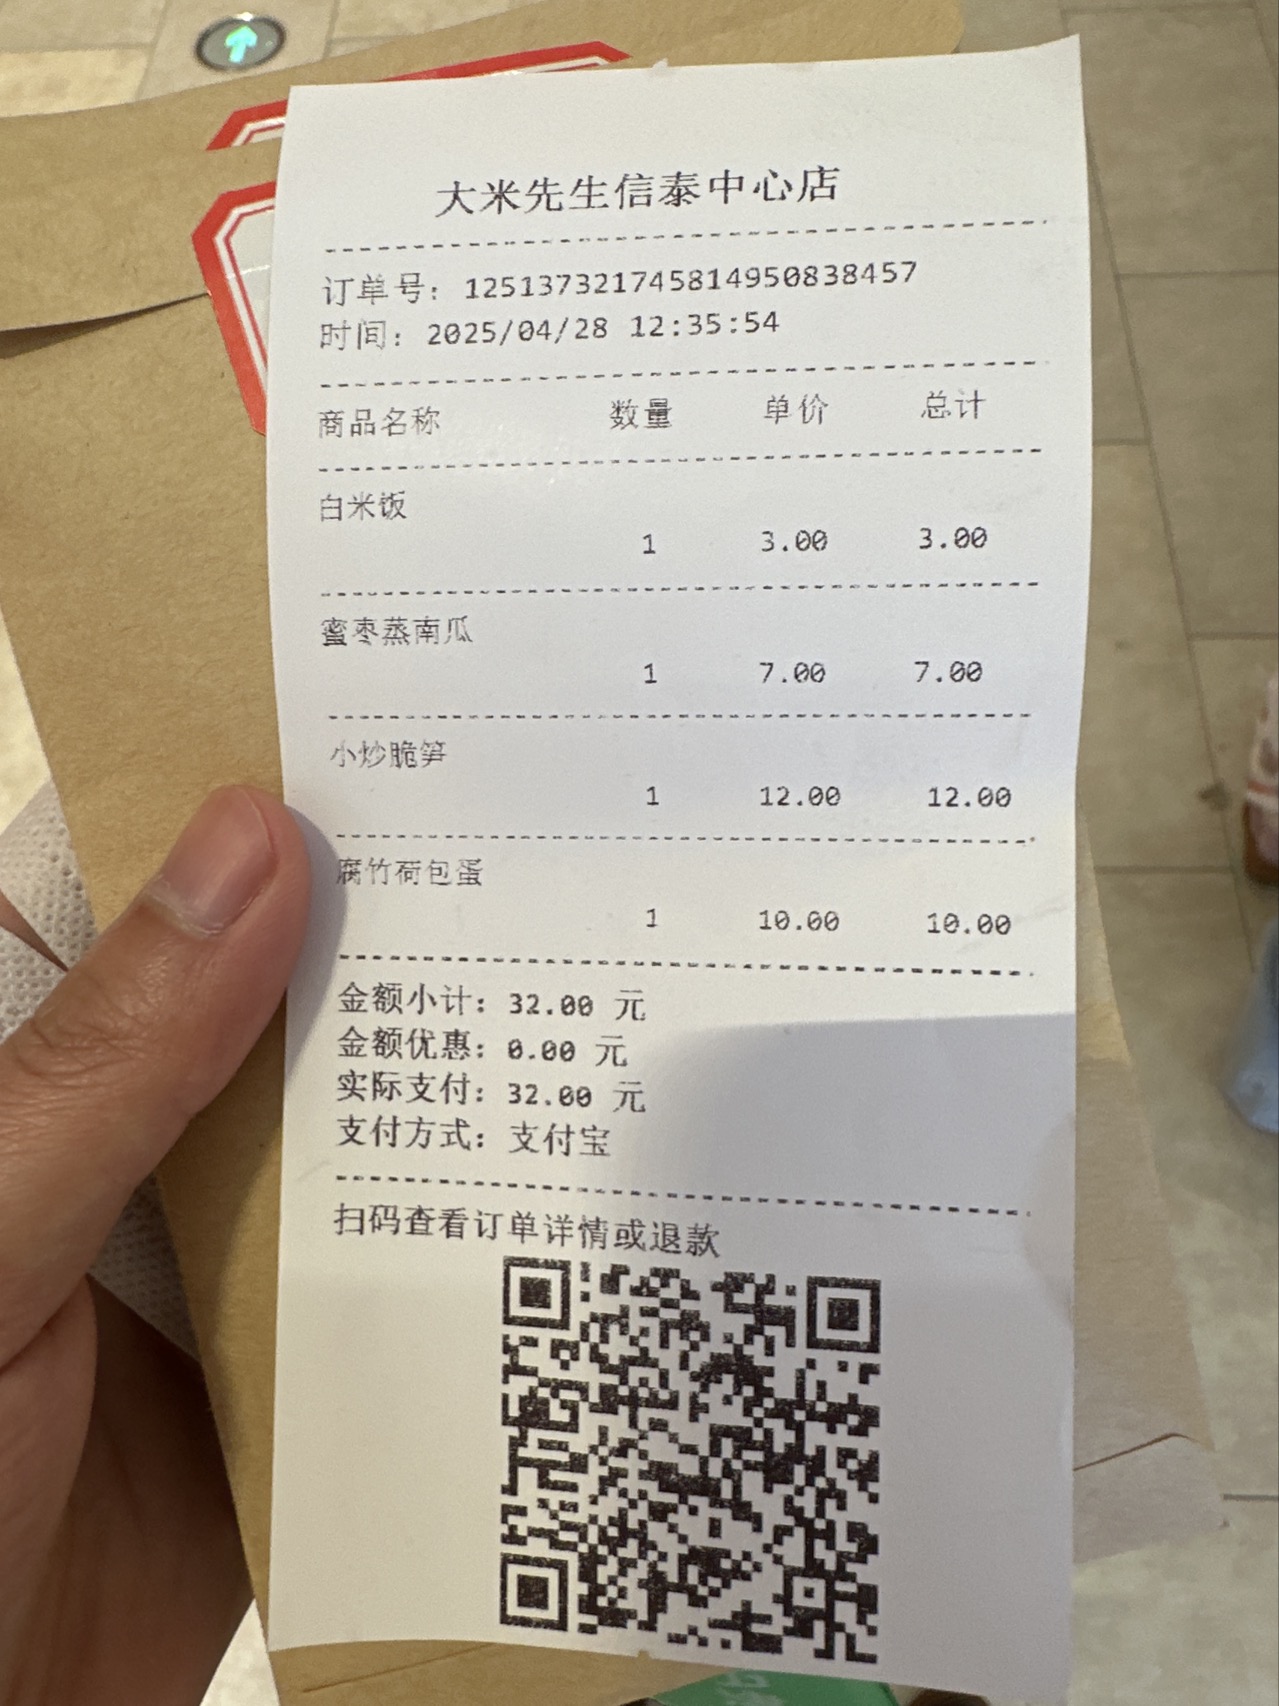 大米先生信泰中心店
订单号：125137321745814950838457
时间：2025/04/28 12:35:54
商品名称 数量 单价 总计
白米饭
1 3.00 3.00
蜜枣蒸南瓜
1 7.00 7.00
小炒脆笋
1 12.00 12.00
腐竹荷包蛋
1 10.00 10.00
金额小计：32.00 元
金额优惠：0.00 元
实际支付：32.00 元
支付方式：支付宝
扫码查看订单详情或退款